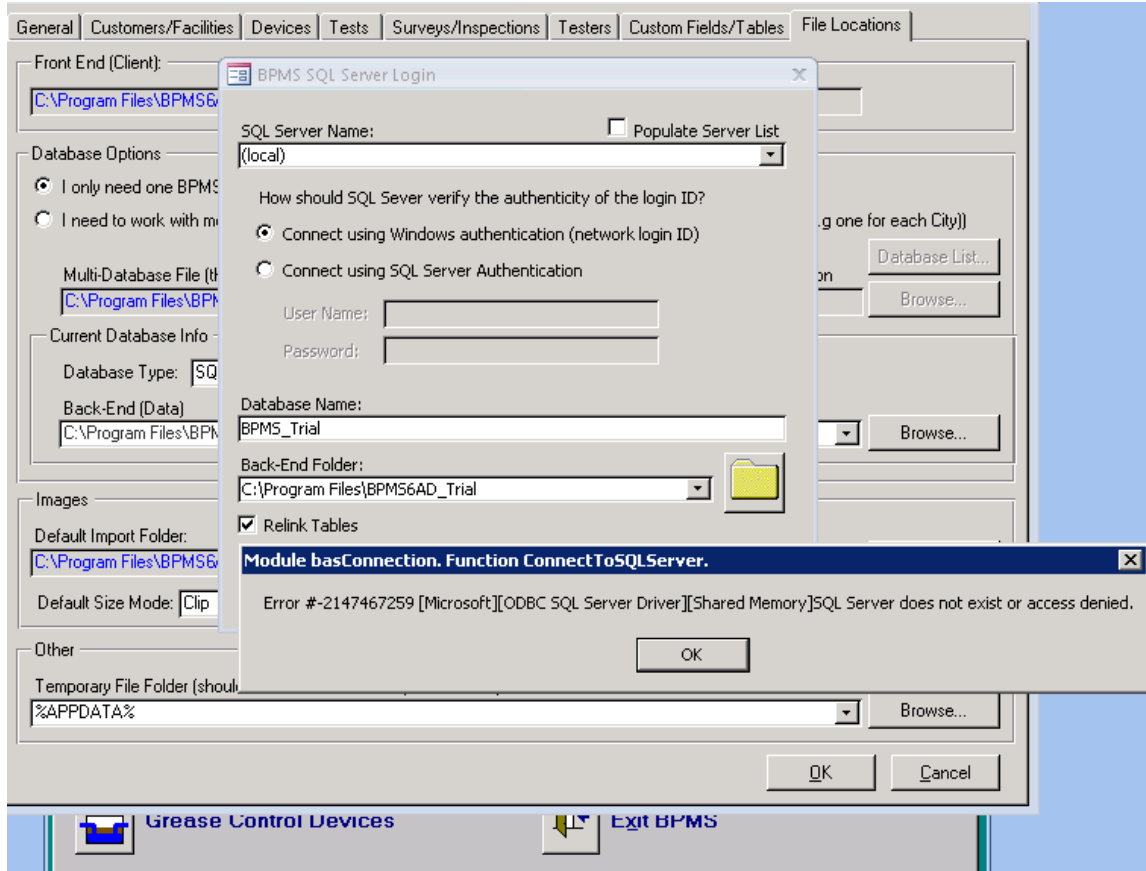 General Customers/Facilities Devices Tests Surveys/Inspections Testers Custom Fields/Tables File Locations
Front End (Client):
C:\Program Files\BPMS6
BPMS SQL Server Login
SQL Server Name:
Populate Server List
(local)
Database Options
I only need one BPMS
How should SQL Sever verify the authenticity of the login ID?
I need to work with
.g one for each City))
Connect using Windows authentication (network login ID)
Database List...
Multi-Database File
Connect using SQL Server Authentication
C:\Program Files\
Browse...
User Name:
Current Database Info
Password:
Database Type: SQ
Back-End (Data)
Database Name:
C:\Program Files\
BPMS_Trial
Browse...
Back-End Folder:
C:\Program Files\BPMS6AD_Trial
Images
Relink Tables
Default Import Folder:
C:\Program Files\BPMS6
Module basConnection. Function ConnectToSQLServer.
Error #-2147467259 [Microsoft][ODBC SQL Server Driver][Shared Memory]SQL Server does not exist or access denied.
Default Size Mode: Clip
OK
Other
Temporary File Folder (shoul
%APPDATA%
Browse...
OK Cancel
Grease Control Devices
Exit BPMS